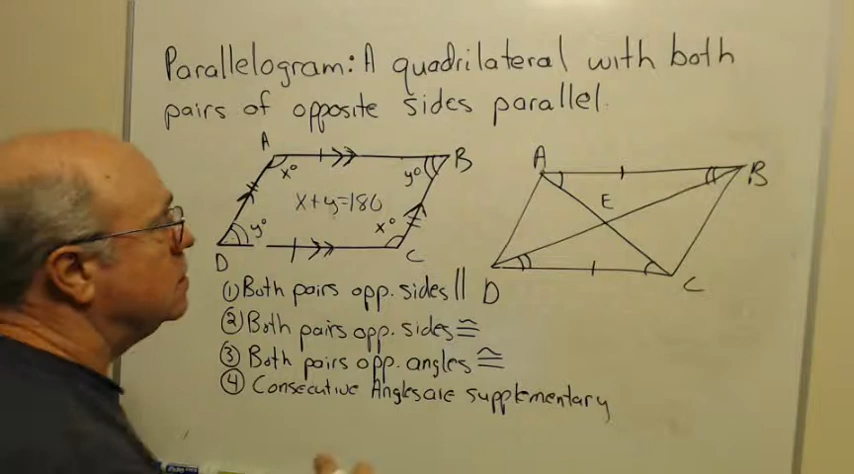 Parallelogram: A quadrilateral with both
pairs of opposite sides parallel.
A
B
x°
y°
x+y=180
y°
x°
D
C
A
B
E
D
C
① Both pairs opp. sides ||
② Both pairs opp. sides ≅
③ Both pairs opp. angles ≅
④ Consecutive Angles are supplementary